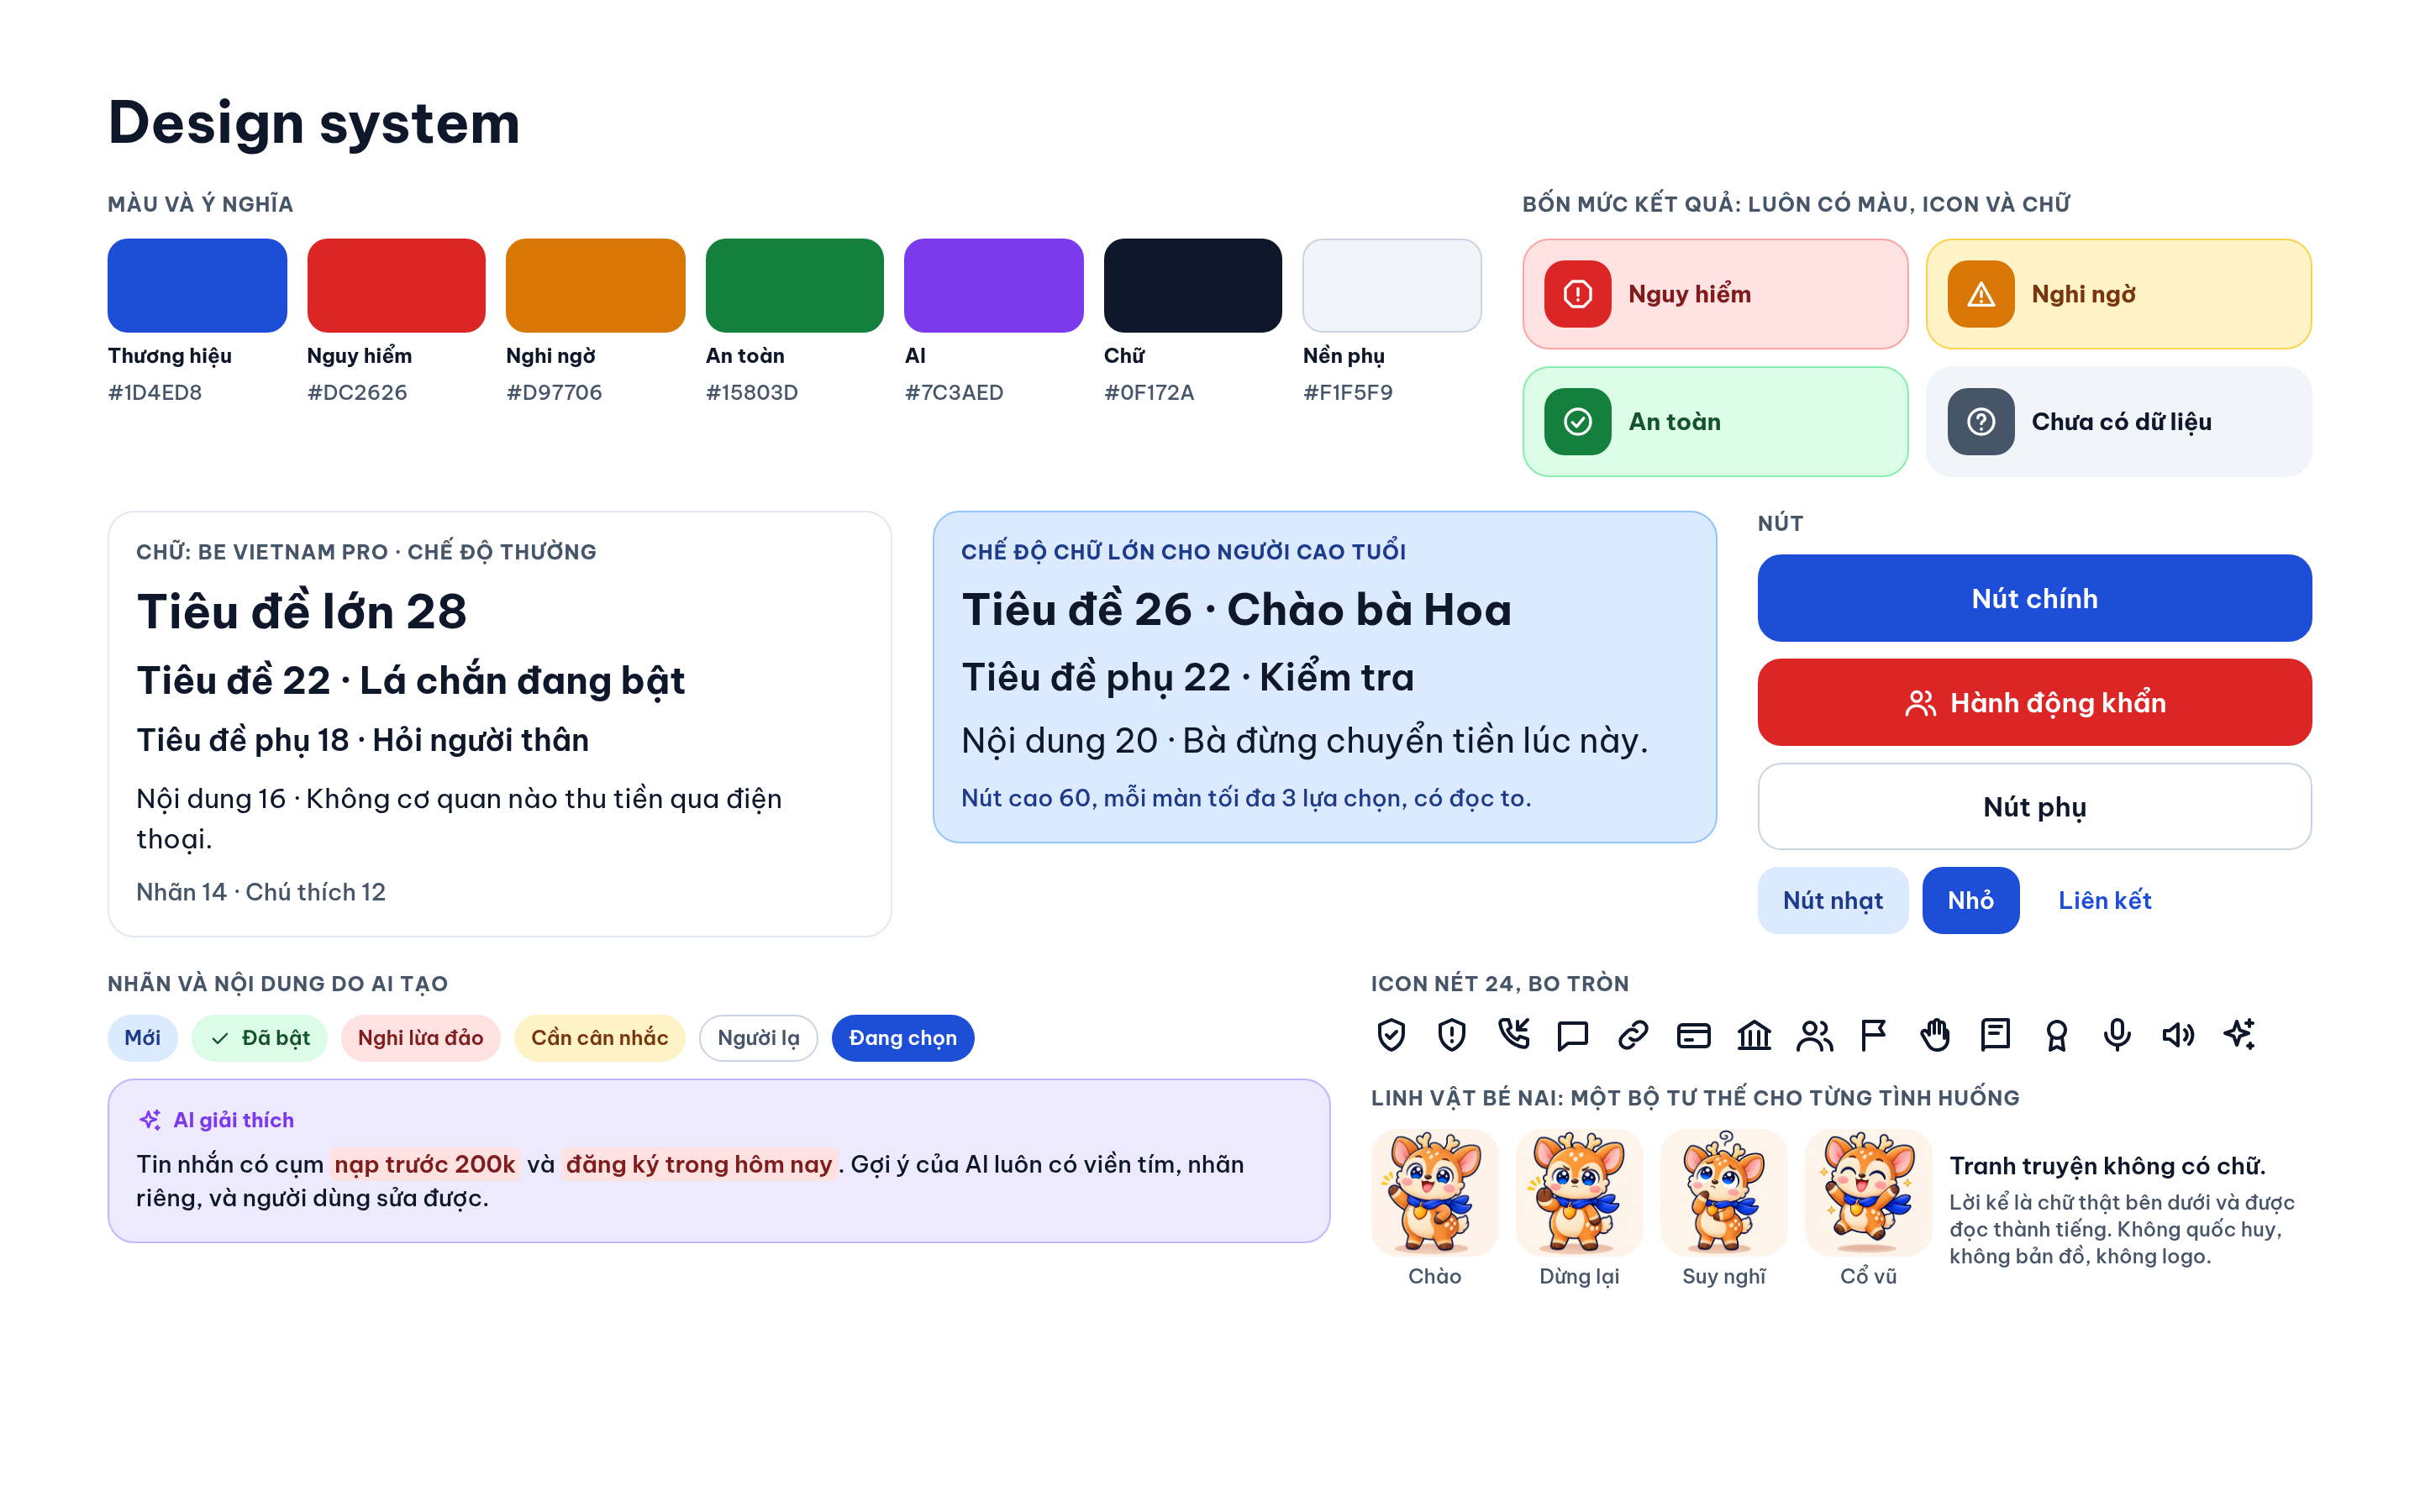 Design system
MÀU VÀ Ý NGHĨA
Thương hiệu
#1D4ED8
Nguy hiểm
#DC2626
Nghi ngờ
#D97706
An toàn
#15803D
AI
#7C3AED
Chữ
#0F172A
Nền phụ
#F1F5F9
BỐN MỨC KẾT QUẢ: LUÔN CÓ MÀU, ICON VÀ CHỮ
Nguy hiểm
Nghi ngờ
An toàn
Chưa có dữ liệu
CHỮ: BE VIETNAM PRO · CHẾ ĐỘ THƯỜNG
Tiêu đề lớn 28
Tiêu đề 22 · Lá chắn đang bật
Tiêu đề phụ 18 · Hỏi người thân
Nội dung 16 · Không cơ quan nào thu tiền qua điện
thoại.
Nhãn 14 · Chú thích 12
CHẾ ĐỘ CHỮ LỚN CHO NGƯỜI CAO TUỔI
Tiêu đề 26 · Chào bà Hoa
Tiêu đề phụ 22 · Kiểm tra
Nội dung 20 · Bà đừng chuyển tiền lúc này.
Nút cao 60, mỗi màn tối đa 3 lựa chọn, có đọc to.
NÚT
Nút chính
Hành động khẩn
Nút phụ
Nút nhạt
Nhỏ
Liên kết
NHÃN VÀ NỘI DUNG DO AI TẠO
Mới
Đã bật
Nghi lừa đảo
Cần cân nhắc
Người lạ
Đang chọn
AI giải thích
Tin nhắn có cụm nạp trước 200k và đăng ký trong hôm nay. Gợi ý của AI luôn có viền tím, nhãn
riêng, và người dùng sửa được.
ICON NÉT 24, BO TRÒN
LINH VẬT BÉ NAI: MỘT BỘ TƯ THẾ CHO TỪNG TÌNH HUỐNG
Chào
Dừng lại
Suy nghĩ
Cổ vũ
Tranh truyện không có chữ.
Lời kể là chữ thật bên dưới và được
đọc thành tiếng. Không quốc huy,
không bản đồ, không logo.